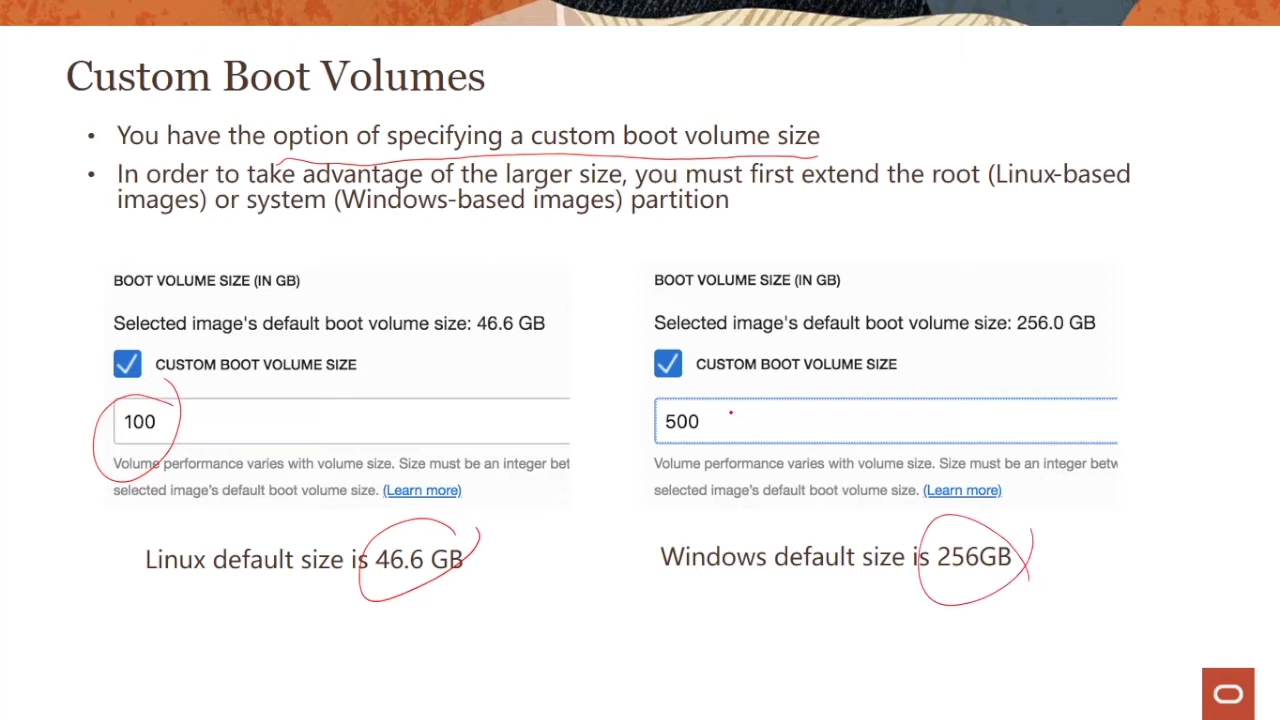 Custom Boot Volumes
• You have the option of specifying a custom boot volume size
• In order to take advantage of the larger size, you must first extend the root (Linux-based
images) or system (Windows-based images) partition
BOOT VOLUME SIZE (IN GB)
Selected image's default boot volume size: 46.6 GB
CUSTOM BOOT VOLUME SIZE
100
Volume performance varies with volume size. Size must be an integer bet
selected image's default boot volume size. (Learn more)
Linux default size is 46.6 GB
BOOT VOLUME SIZE (IN GB)
Selected image's default boot volume size: 256.0 GB
CUSTOM BOOT VOLUME SIZE
500
Volume performance varies with volume size. Size must be an integer betw
selected image's default boot volume size. (Learn more)
Windows default size is 256GB